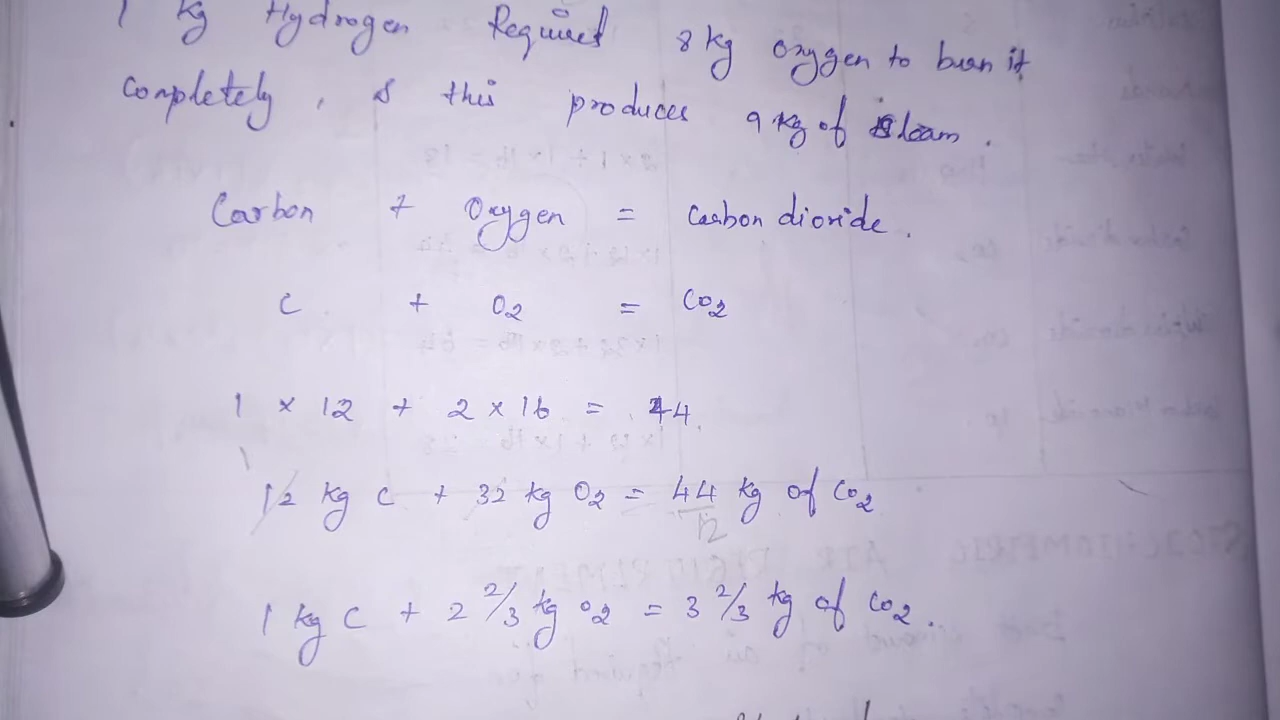 1 kg Hydrogen Required 8 kg oxygen to burn it
completely, & this produces 9 kg of steam.
Carbon + Oxygen = Carbon dioxide.
C + O2 = CO2
1 × 12 + 2 × 16 = 44.
12 kg C + 32 kg O2 = 44/12 kg of CO2
1 kg C + 2 2/3 kg O2 = 3 2/3 kg of CO2.